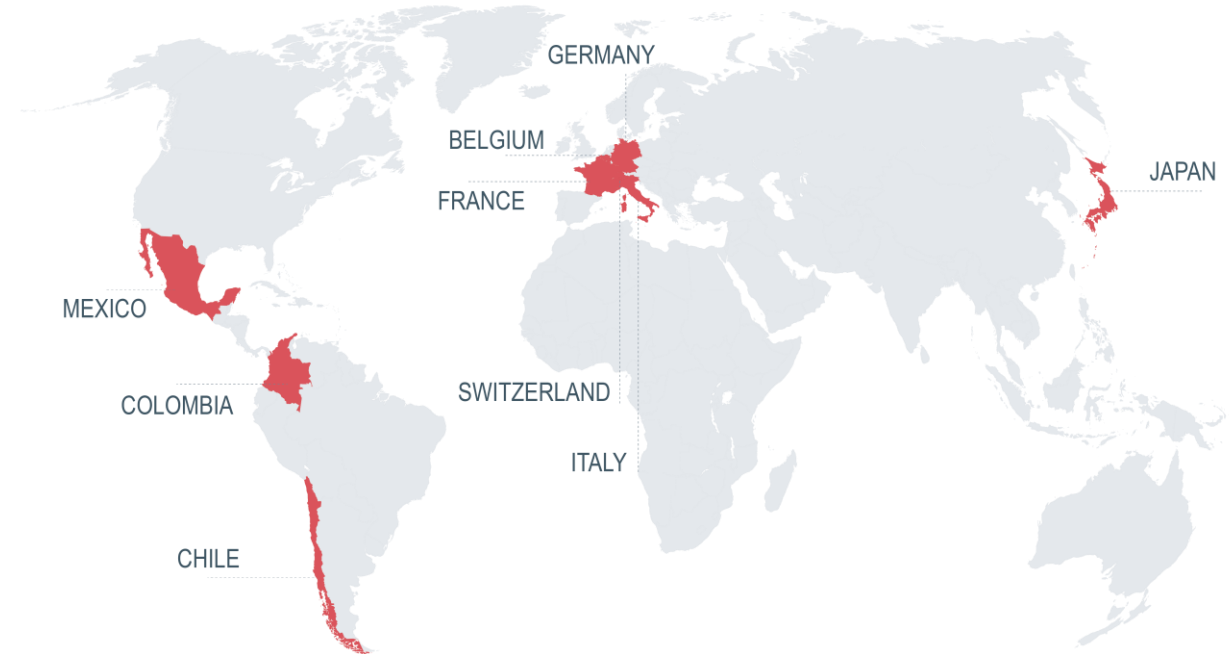 GERMANY
BELGIUM
JAPAN
FRANCE
MEXICO
SWITZERLAND
COLOMBIA
ITALY
CHILE